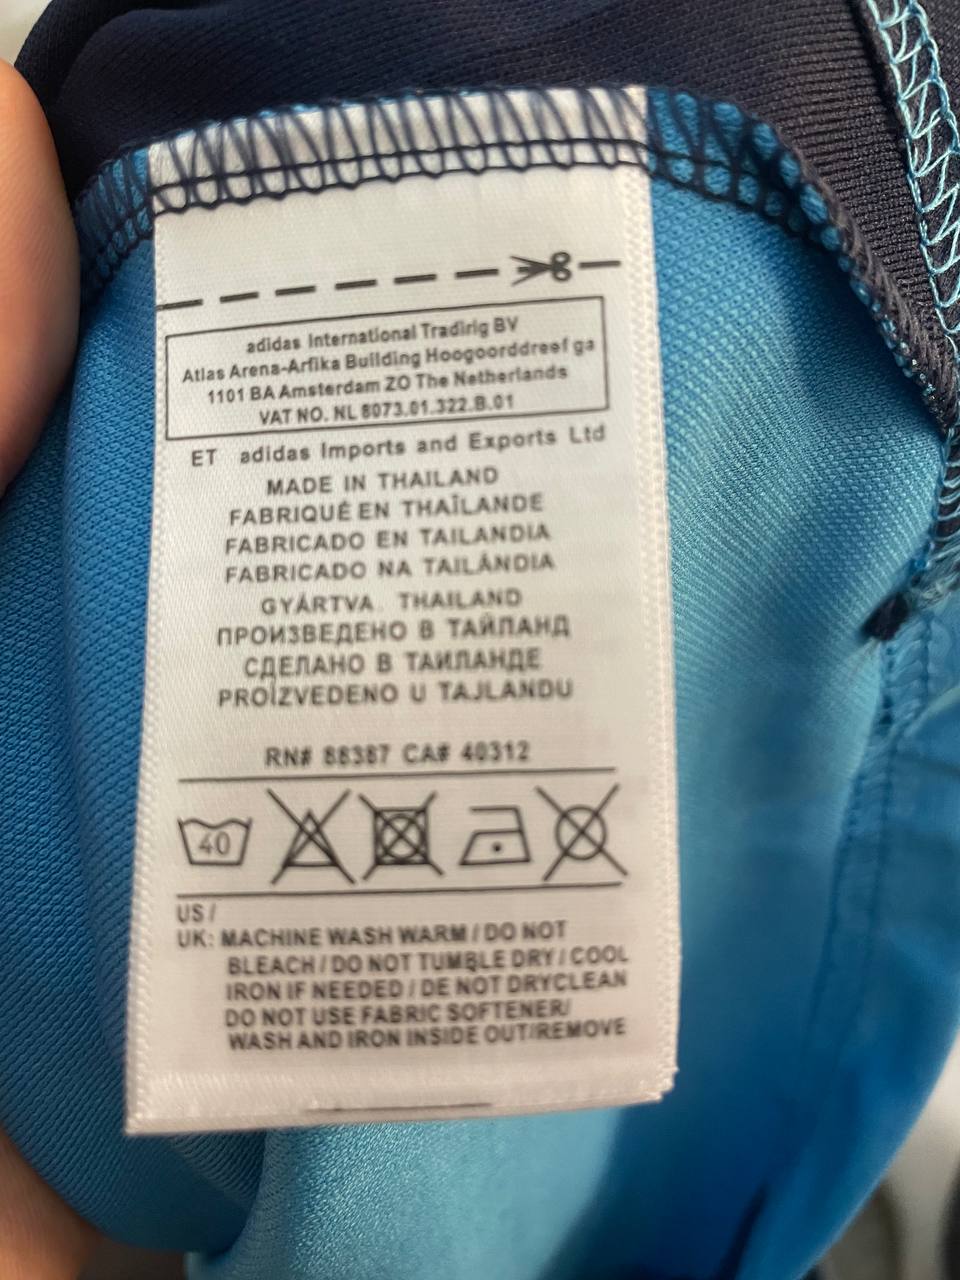 adidas International Tradirig BV
Atlas Arena-Arfika Building Hoogoorddreef ga
1101 BA Amsterdam ZO The Netherlands
VAT NO. NL 8073.01.322.B.01
ET adidas Imports and Exports Ltd
MADE IN THAILAND
FABRIQUÉ EN THAÎLANDE
FABRICADO EN TAILANDIA
FABRICADO NA TAILÂNDIA
GYÁRTVA. THAILAND
ПРОИЗВЕДЕНО В ТАЙЛАНД
СДЕЛАНО В ТАИЛАНДЕ
PROİZVEDENO U TAJLANDU
RN# 88387 CA# 40312
40
US /
UK: MACHINE WASH WARM / DO NOT
BLEACH / DO NOT TUMBLE DRY / COOL
IRON IF NEEDED / DE NOT DRYCLEAN
DO NOT USE FABRIC SOFTENER/
WASH AND IRON INSIDE OUT/REMOVE